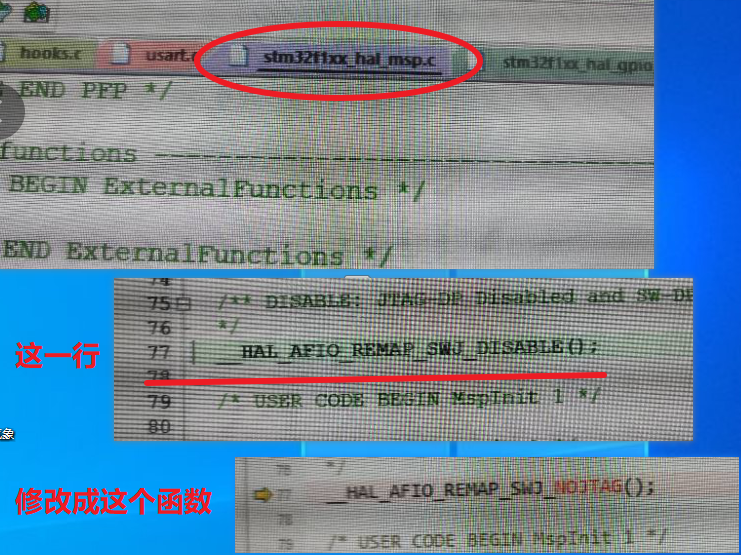 hooks.c
usart.
stm32f1xx_hal_msp.c
stm32f1xx_hal_gpio
END PFP */
functions ----------------------------
BEGIN ExternalFunctions */
END ExternalFunctions */
74
75 /** DISABLE: JTAG-DP Disabled and SW-DP
76 */
这一行
77 __HAL_AFIO_REMAP_SWJ_DISABLE();
78
79 /* USER CODE BEGIN MspInit 1 */
80
象
76 */
修改成这个函数
77 __HAL_AFIO_REMAP_SWJ_NOJTAG();
78
79 /* USER CODE BEGIN MspInit 1 */